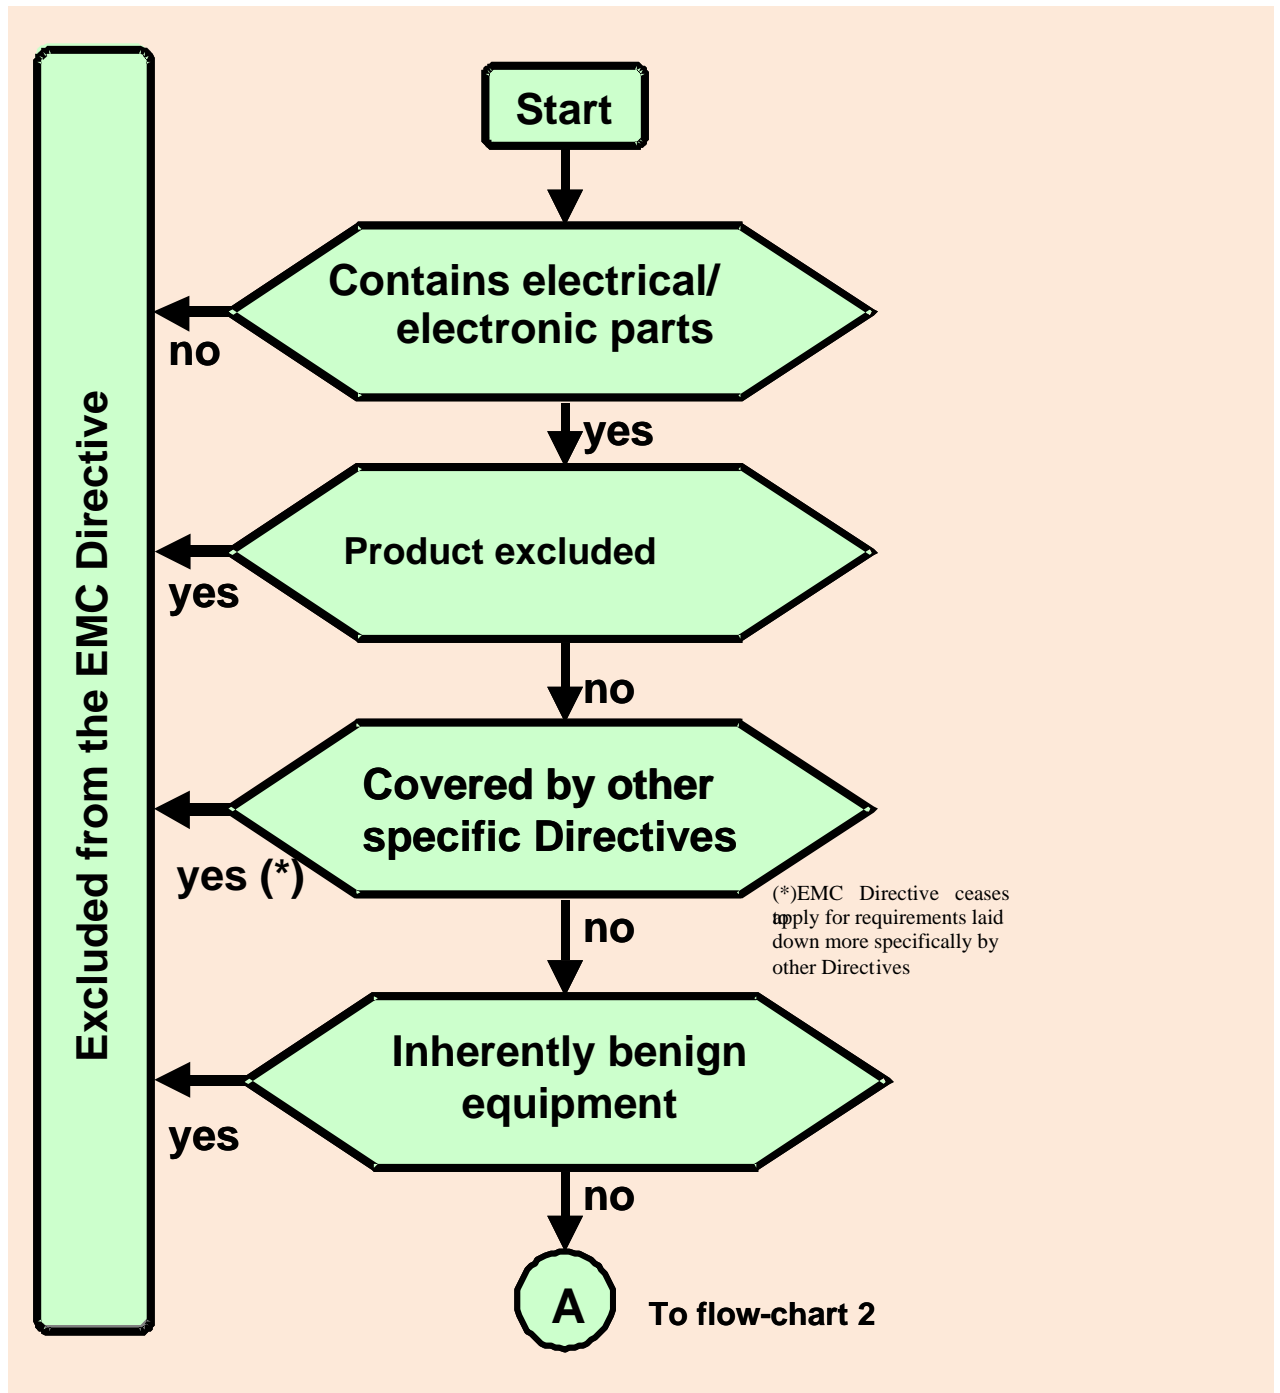 Excluded from the EMC Directive
Start
Contains electrical/
electronic parts
no
yes
Product excluded
yes
no
Covered by other
specific Directives
yes (*)
no
(*)EMC Directive ceases
to
apply for requirements laid
down more specifically by
other Directives
Inherently benign
equipment
yes
no
A
To flow-chart 2